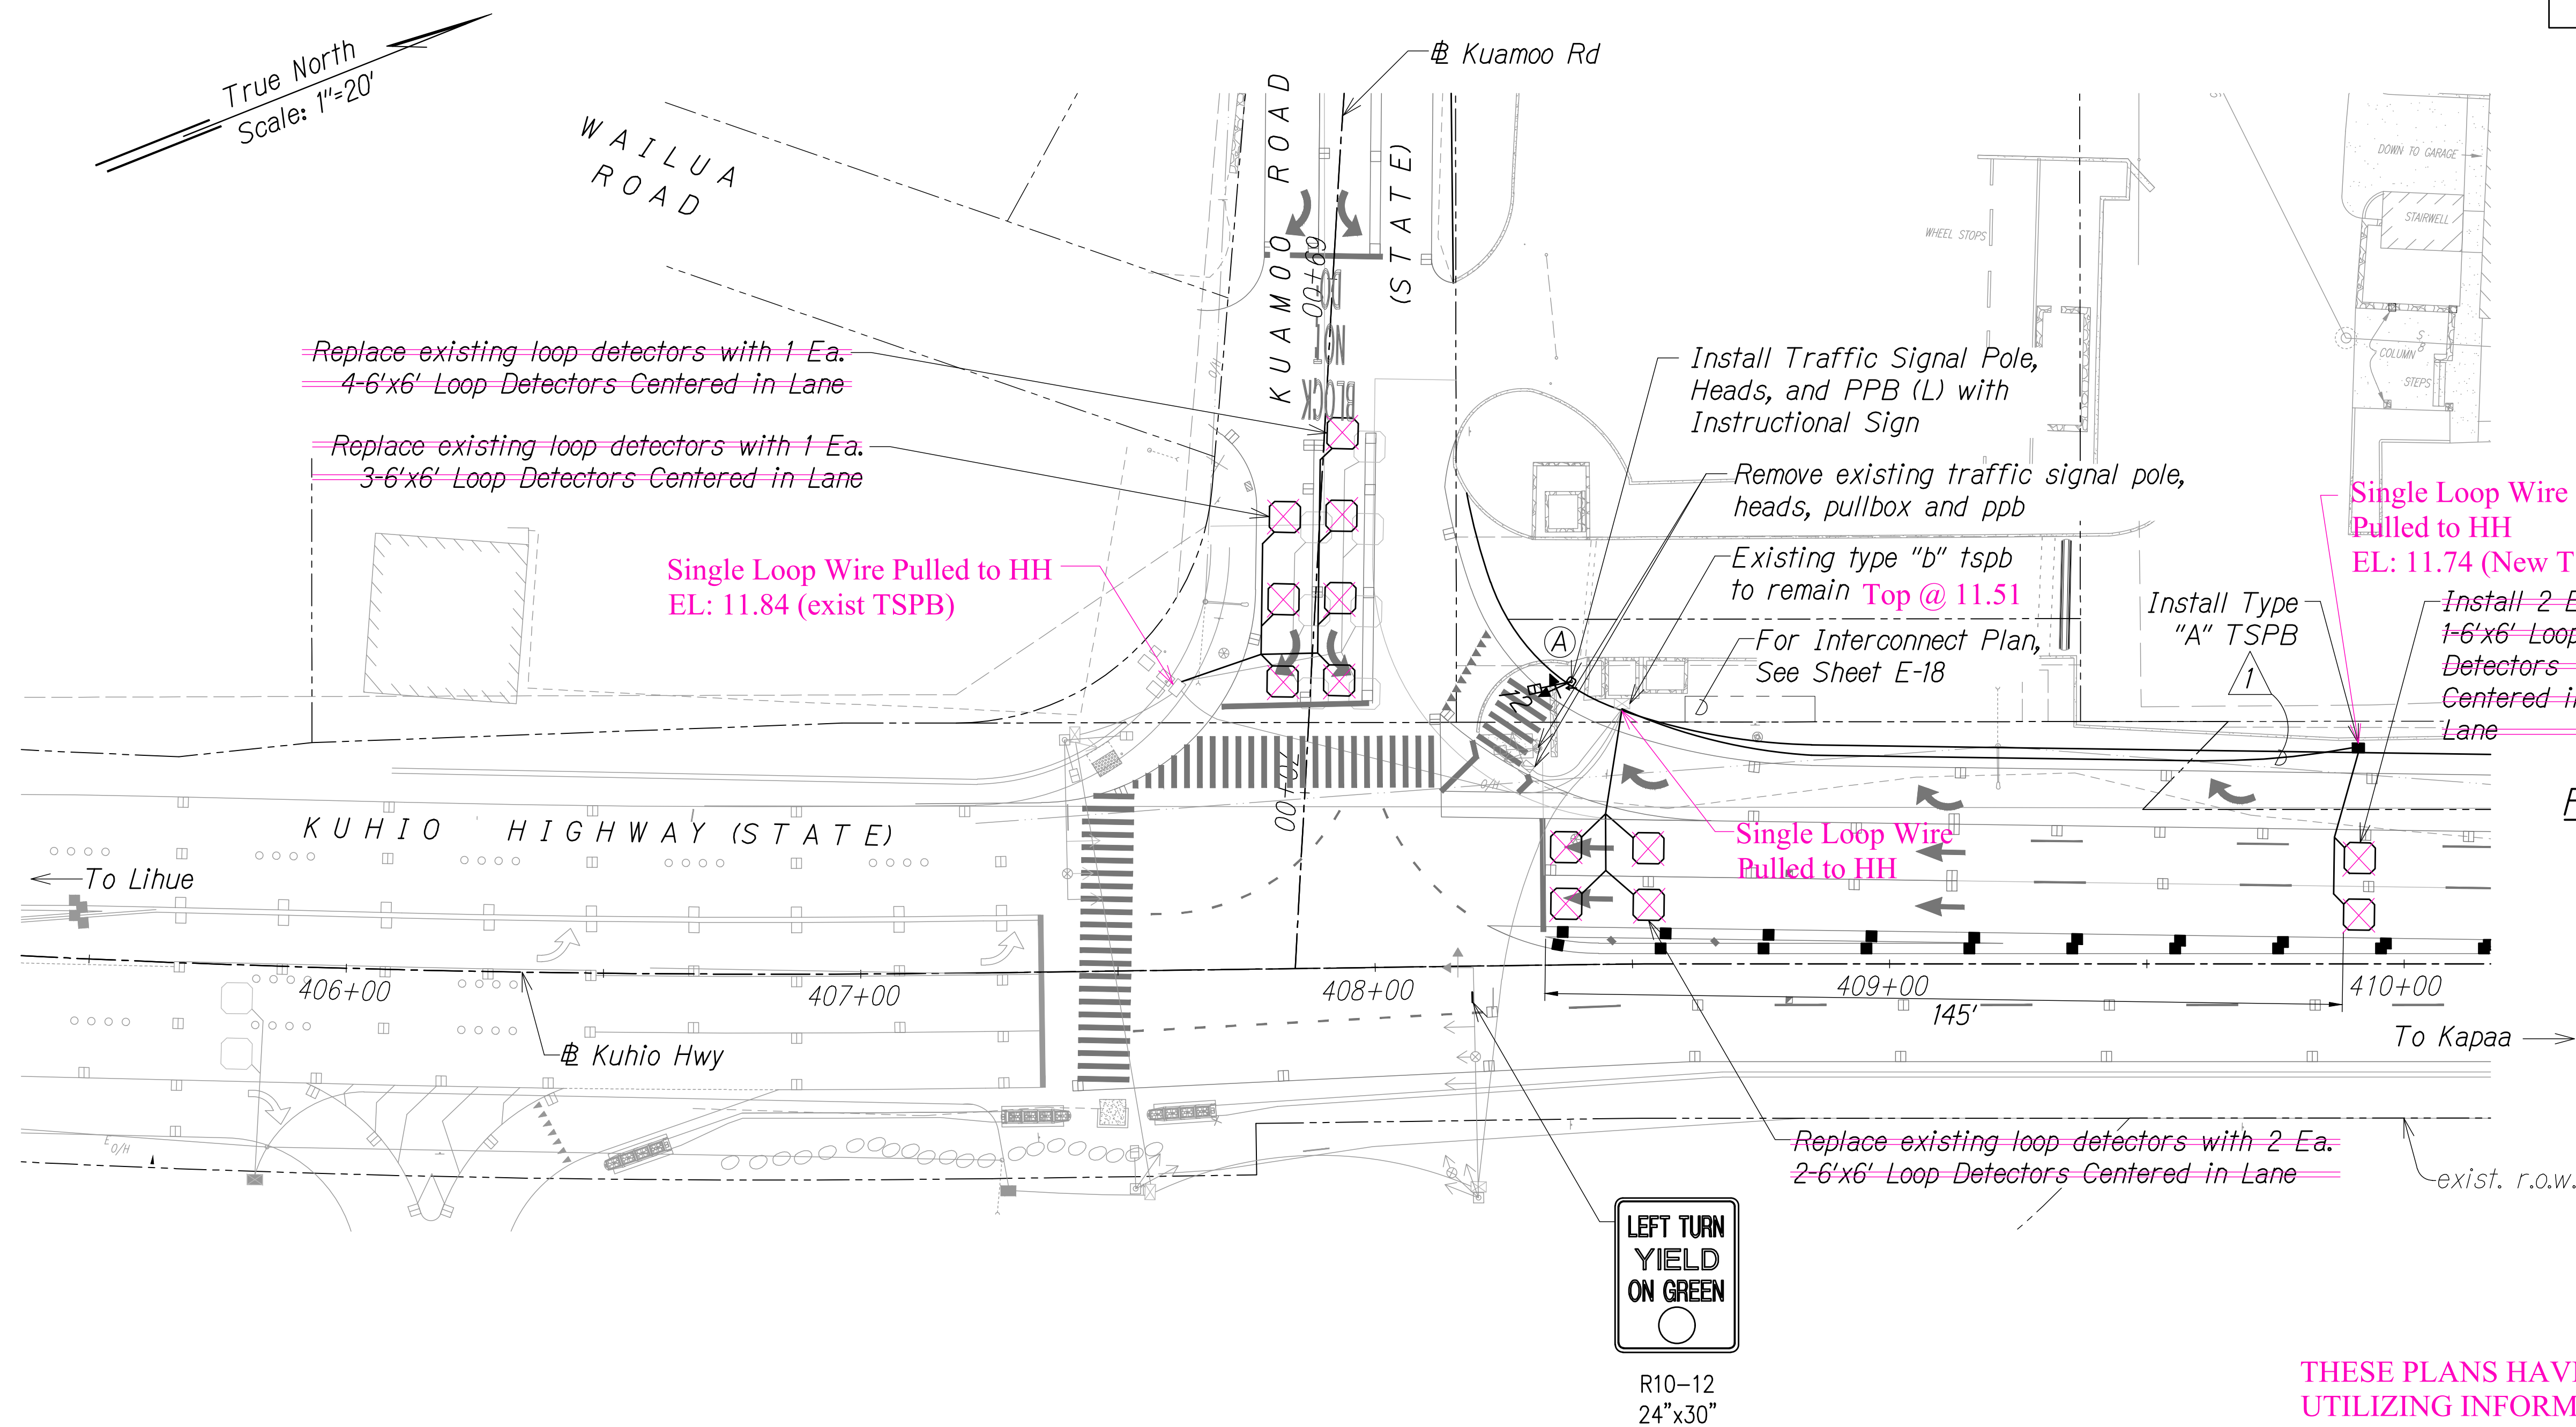 True North
Scale: 1"=20'
WAILUA
ROAD
KUAMOO ROAD
(STATE)
℄ Kuamoo Rd
KUAMOO
69+00
DO
NOT
BLOCK
Replace existing loop detectors with 1 Ea.
4-6'x6' Loop Detectors Centered in Lane
Replace existing loop detectors with 1 Ea.
3-6'x6' Loop Detectors Centered in Lane
Single Loop Wire Pulled to HH
EL: 11.84 (exist TSPB)
O/H
Install Traffic Signal Pole,
Heads, and PPB (L) with
Instructional Sign
Remove existing traffic signal pole,
heads, pullbox and ppb
Existing type "b" tspb
to remain Top @ 11.51
For Interconnect Plan,
See Sheet E-18
A
2
WHEEL STOPS
DOWN TO GARAGE
STAIRWELL
COLUMN
STEPS
Single Loop Wire
Pulled to HH
EL: 11.74 (New T
Install Type
"A" TSPB
1
Install 2 E
1-6'x6' Loop
Detectors
Centered i
Lane
70+00
O/H
KUHIO HIGHWAY (STATE)
To Lihue
Single Loop Wire
Pulled to HH
406+00
407+00
408+00
409+00
410+00
145'
To Kapaa
℄ Kuhio Hwy
E
O/H
Replace existing loop detectors with 2 Ea.
2-6'x6' Loop Detectors Centered in Lane
exist. r.o.w.
LEFT TURN
YIELD
ON GREEN
R10-12
24"x30"
THESE PLANS HAV
UTILIZING INFORM